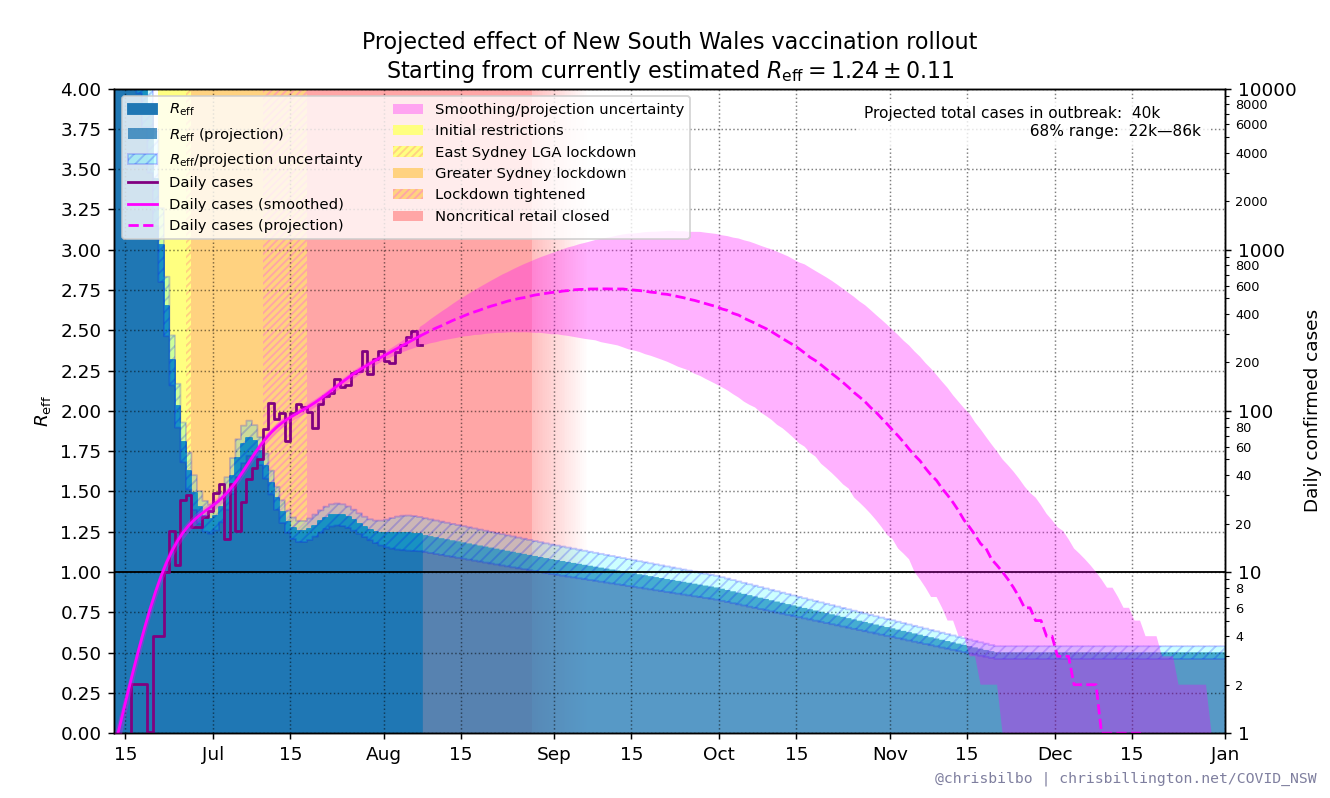 Projected effect of New South Wales vaccination rollout
Starting from currently estimated R_eff = 1.24 ± 0.11
R_eff
R_eff (projection)
R_eff/projection uncertainty
Daily cases
Daily cases (smoothed)
Daily cases (projection)
Smoothing/projection uncertainty
Initial restrictions
East Sydney LGA lockdown
Greater Sydney lockdown
Lockdown tightened
Noncritical retail closed
Projected total cases in outbreak: 40k
68% range: 22k—86k
R_eff
4.00
3.75
3.50
3.25
3.00
2.75
2.50
2.25
2.00
1.75
1.50
1.25
1.00
0.75
0.50
0.25
0.00
10000
8000
6000
4000
2000
1000
800
600
400
200
100
80
60
40
20
10
8
6
4
2
1
Daily confirmed cases
15 Jul 15 Aug 15 Sep 15 Oct 15 Nov 15 Dec 15 Jan
@chrisbilbo | chrisbillington.net/COVID_NSW